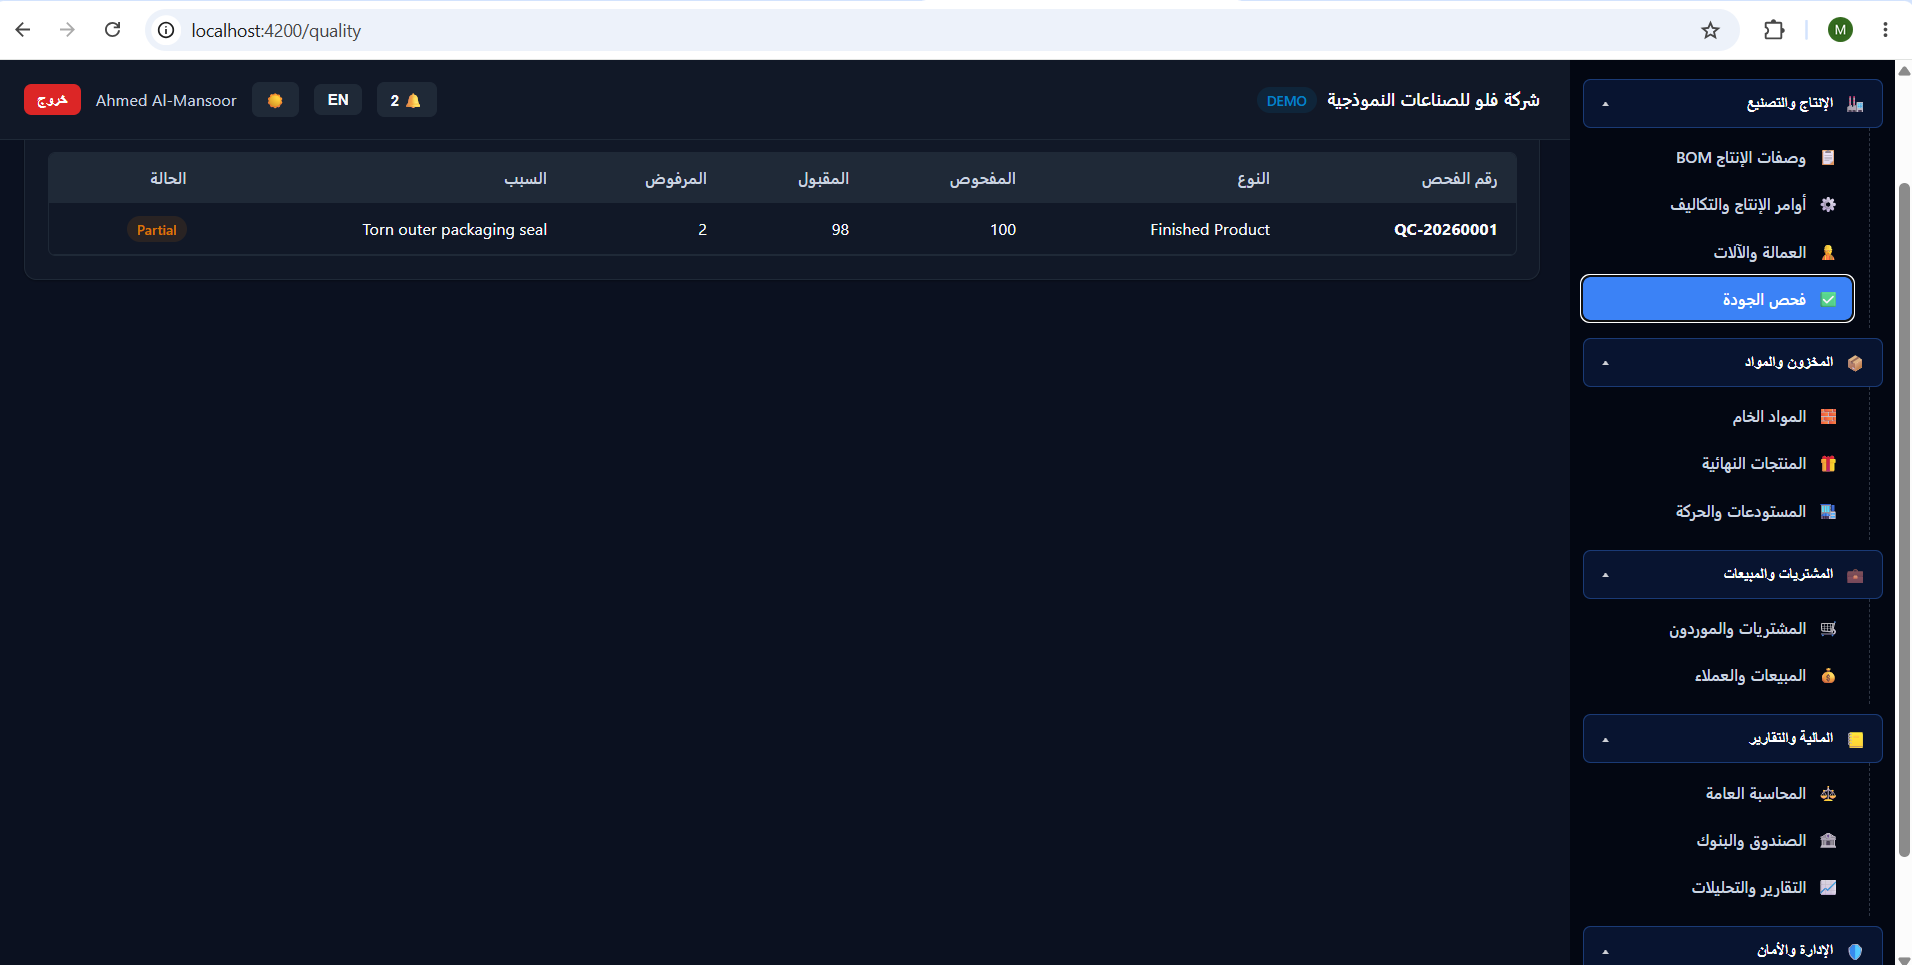 localhost:4200/quality
M
شركة فلو للصناعات النموذجية DEMO
2
EN
Ahmed Al-Mansoor
خروج
الإنتاج والتصنيع
وصفات الإنتاج BOM
أوامر الإنتاج والتكاليف
العمالة والآلات
فحص الجودة
المخزون والمواد
المواد الخام
المنتجات النهائية
المستودعات والحركة
المشتريات والمبيعات
المشتريات والموردون
المبيعات والعملاء
المالية والتقارير
المحاسبة العامة
الصندوق والبنوك
التقارير والتحليلات
الإدارة والأمان
رقم الفحص النوع المفحوص المقبول المرفوض السبب الحالة
QC-20260001 Finished Product 100 98 2 Torn outer packaging seal Partial